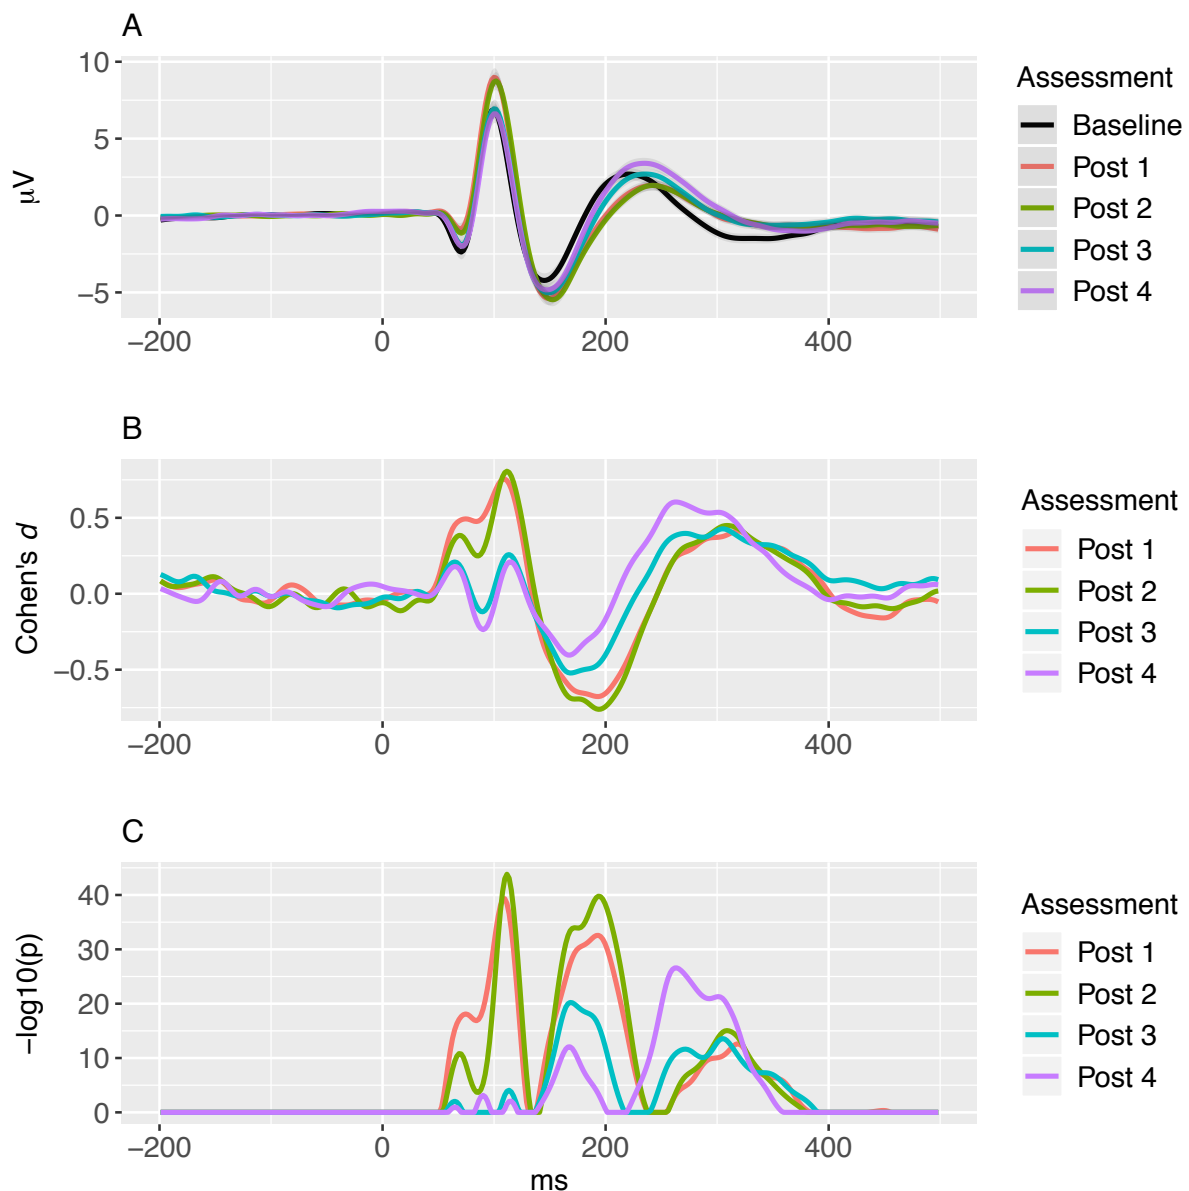 A
10
5
0
−5
μV
−200 0 200 400
Assessment
Baseline
Post 1
Post 2
Post 3
Post 4
B
0.5
0.0
−0.5
Cohen's d
−200 0 200 400
Assessment
Post 1
Post 2
Post 3
Post 4
C
40
30
20
10
0
−log10(p)
−200 0 200 400
ms
Assessment
Post 1
Post 2
Post 3
Post 4